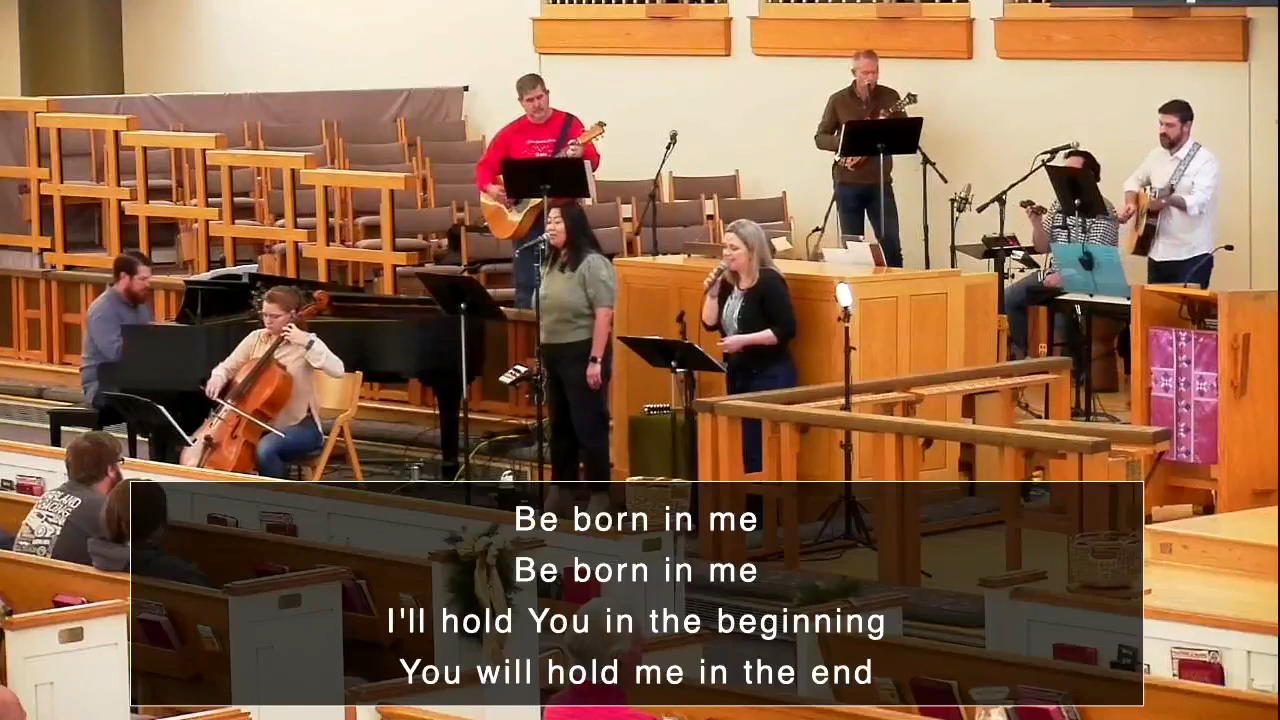 Be born in me
Be born in me
I'll hold You in the beginning
You will hold me in the end